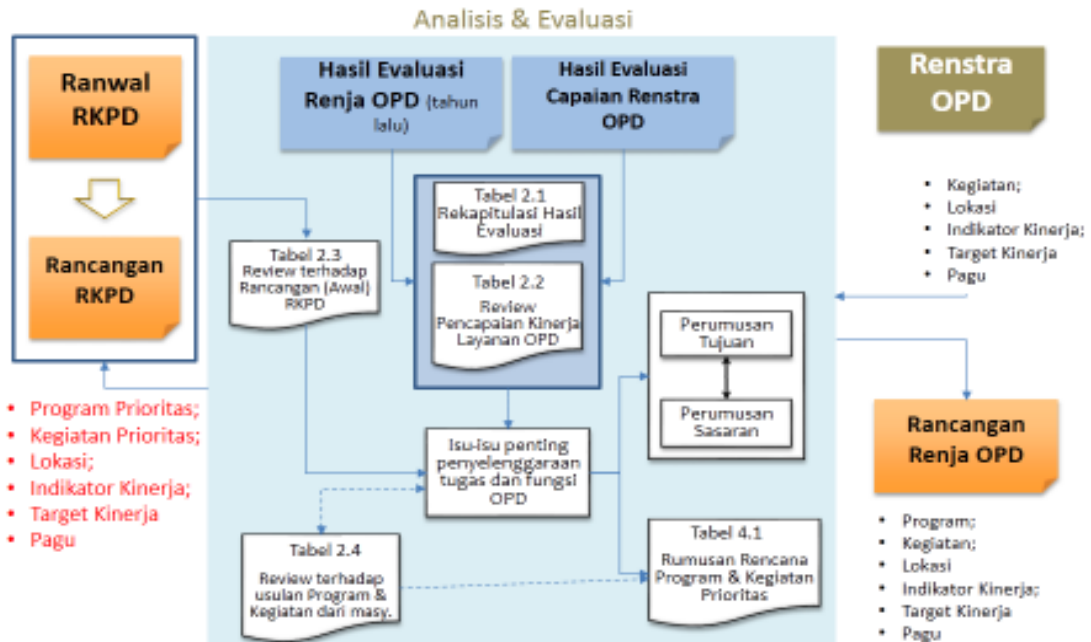 Analisis & Evaluasi
Ranwal
RKPD
Rancangan
RKPD
• Program Prioritas;
• Kegiatan Prioritas;
• Lokasi;
• Indikator Kinerja;
• Target Kinerja
• Pagu
Hasil Evaluasi
Renja OPD (tahun
lalu)
Hasil Evaluasi
Capaian Renstra
OPD
Tabel 2.1
Rekapitulasi Hasil
Evaluasi
Tabel 2.2
Review
Pencapaian Kinerja
Layanan OPD
Tabel 2.3
Review terhadap
Rancangan (Awal)
RKPD
Isu-isu penting
penyelenggaraan
tugas dan fungsi
OPD
Tabel 2.4
Review terhadap
usulan Program &
Kegiatan dari masy.
Perumusan
Tujuan
Perumusan
Sasaran
Tabel 4.1
Rumusan Rencana
Program & Kegiatan
Prioritas
Renstra
OPD
• Kegiatan;
• Lokasi
• Indikator Kinerja;
• Target Kinerja
• Pagu
Rancangan
Renja OPD
• Program;
• Kegiatan;
• Lokasi
• Indikator Kinerja;
• Target Kinerja
• Pagu